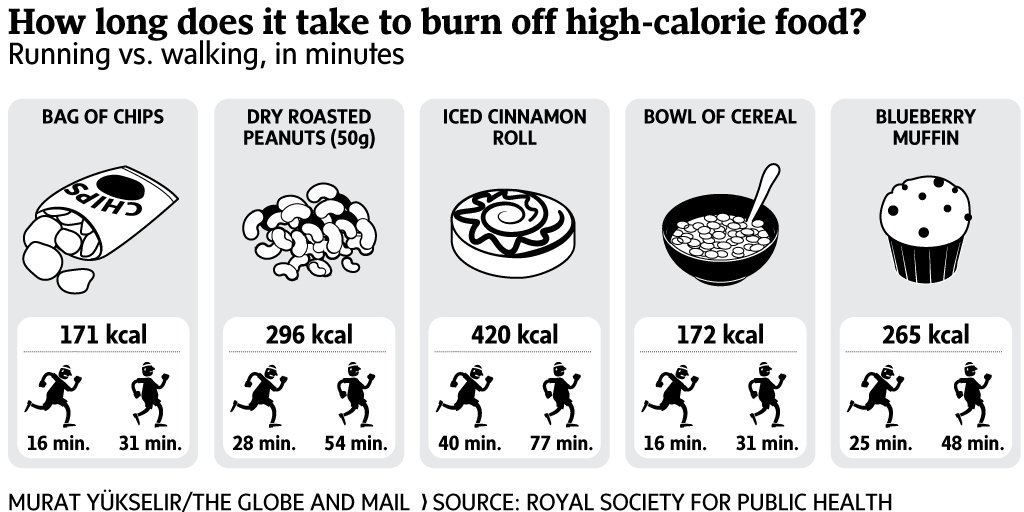 How long does it take to burn off high-calorie food?
Running vs. walking, in minutes
BAG OF CHIPS
CHIPS
171 kcal
16 min. 31 min.
DRY ROASTED
PEANUTS (50g)
296 kcal
28 min. 54 min.
ICED CINNAMON
ROLL
420 kcal
40 min. 77 min.
BOWL OF CEREAL
172 kcal
16 min. 31 min.
BLUEBERRY
MUFFIN
265 kcal
25 min. 48 min.
MURAT YÜKSELIR/THE GLOBE AND MAIL ⟩ SOURCE: ROYAL SOCIETY FOR PUBLIC HEALTH